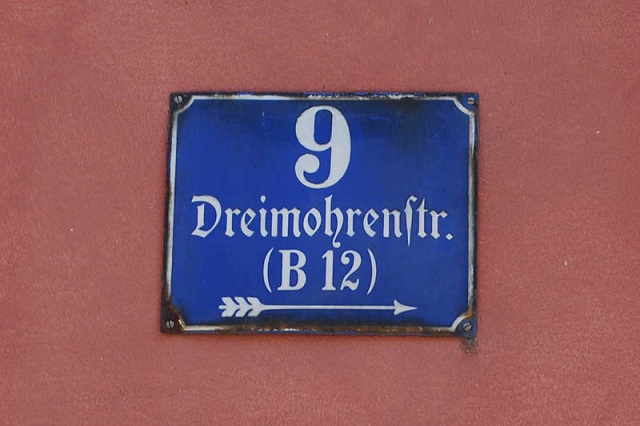 9
Dreimohrenſtr.
(B 12)